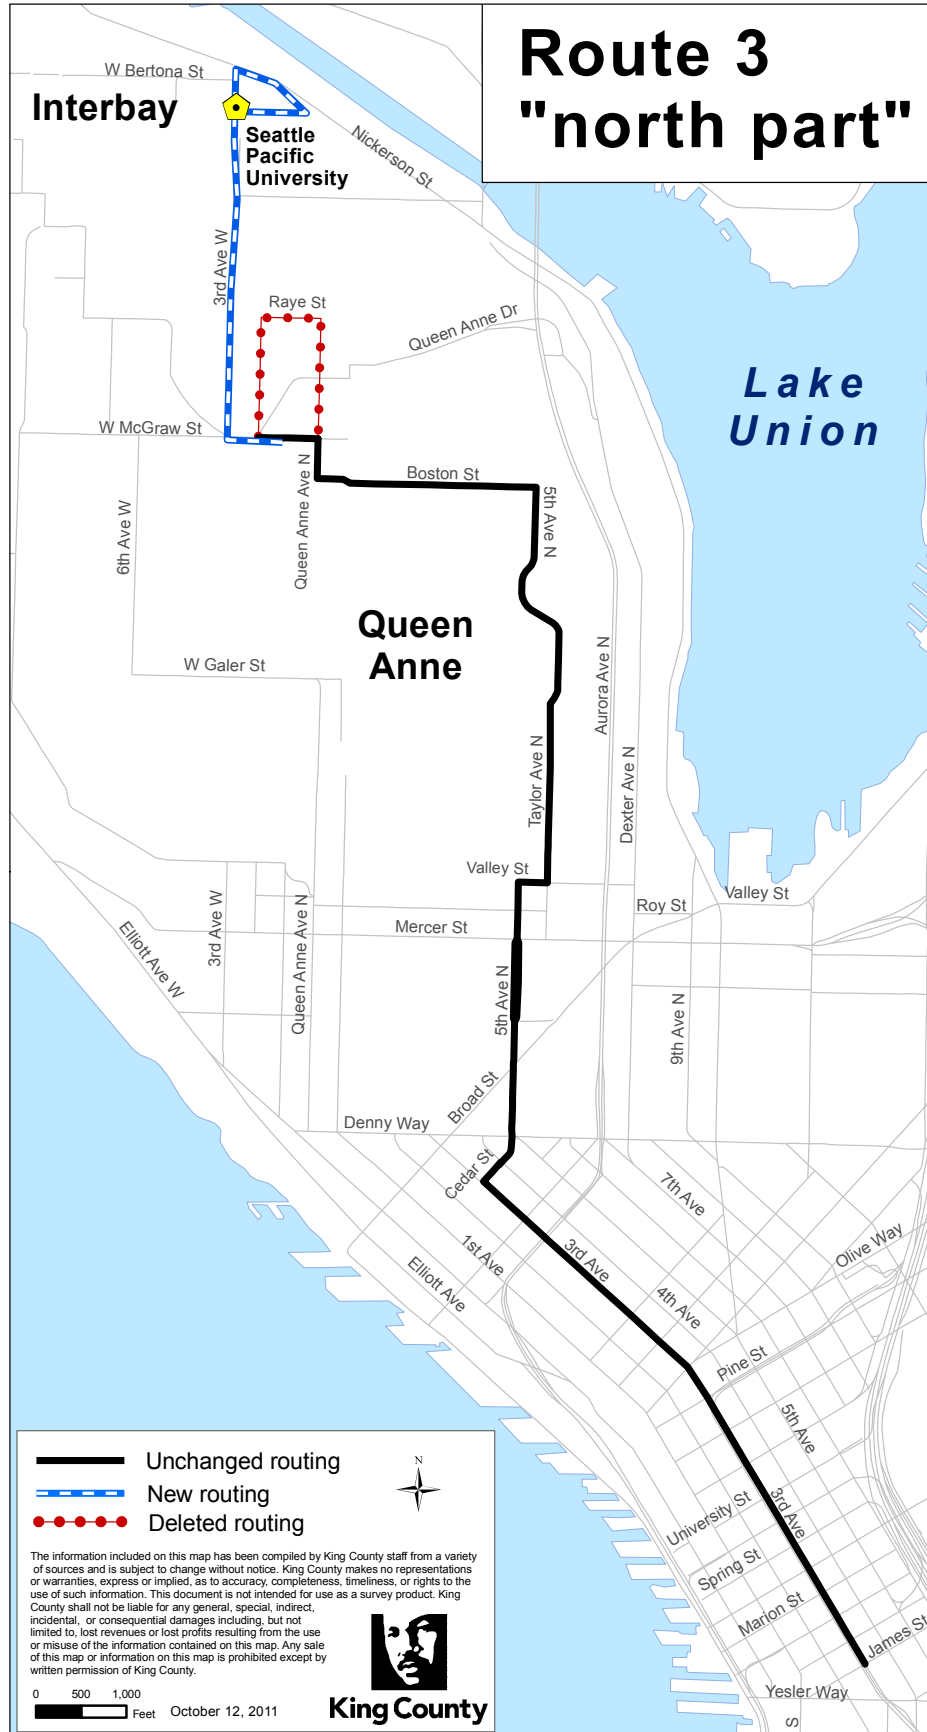 Route 3
"north part"
W Bertona St
Interbay
Seattle
Pacific
University
Nickerson St
3rd Ave W
Raye St
Queen Anne Dr
Lake
Union
W McGraw St
Boston St
Queen Anne Ave N
5th Ave N
6th Ave W
Queen
Anne
W Galer St
Aurora Ave N
Taylor Ave N
Dexter Ave N
Valley St
Valley St
Roy St
3rd Ave W
Queen Anne Ave N
Mercer St
Elliott Ave W
5th Ave N
9th Ave N
Broad St
Denny Way
Cedar St
7th Ave
1st Ave
3rd Ave
Olive Way
Elliott Ave
4th Ave
Pine St
5th Ave
University St
3rd Ave
Spring St
Marion St
James St
Yesler Way
S
Unchanged routing
New routing
Deleted routing
N
The information included on this map has been compiled by King County staff from a variety
of sources and is subject to change without notice. King County makes no representations
or warranties, express or implied, as to accuracy, completeness, timeliness, or rights to the
use of such information. This document is not intended for use as a survey product. King
County shall not be liable for any general, special, indirect,
incidental, or consequential damages including, but not
limited to, lost revenues or lost profits resulting from the use
or misuse of the information contained on this map. Any sale
of this map or information on this map is prohibited except by
written permission of King County.
0 500 1,000
Feet
October 12, 2011
King County